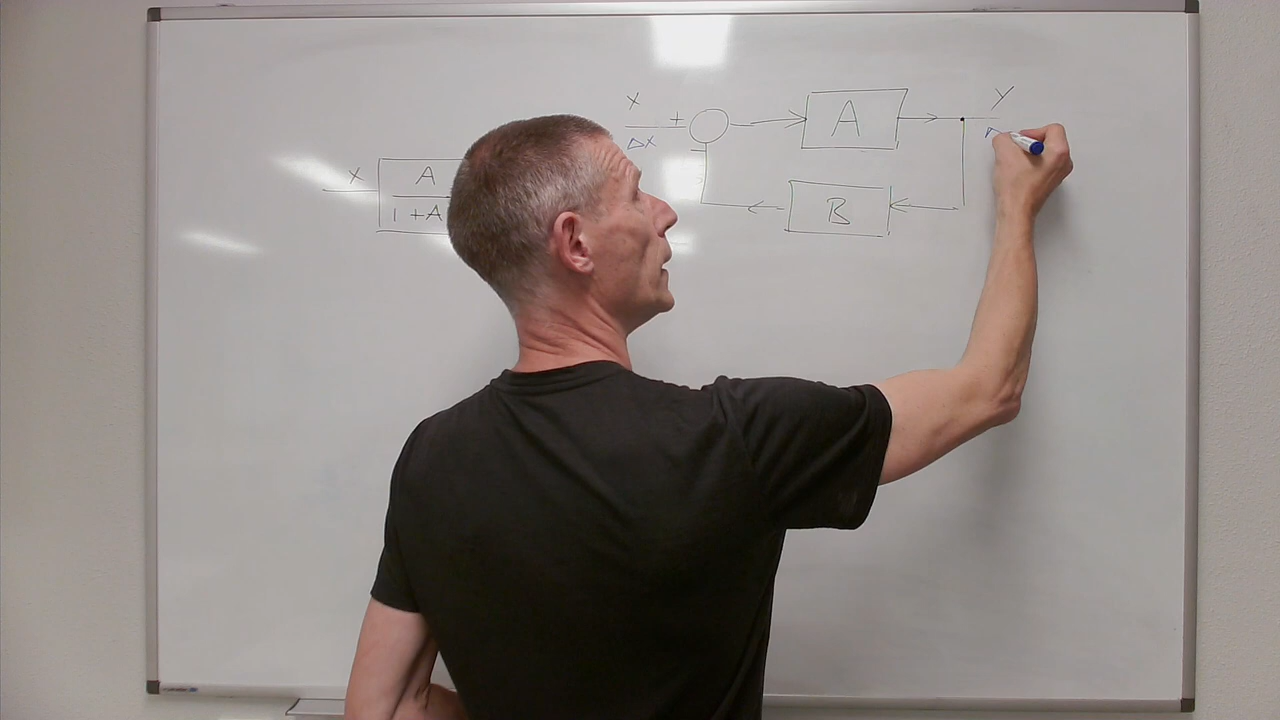 X + A Y
ΔX
X A
1 + A
− B